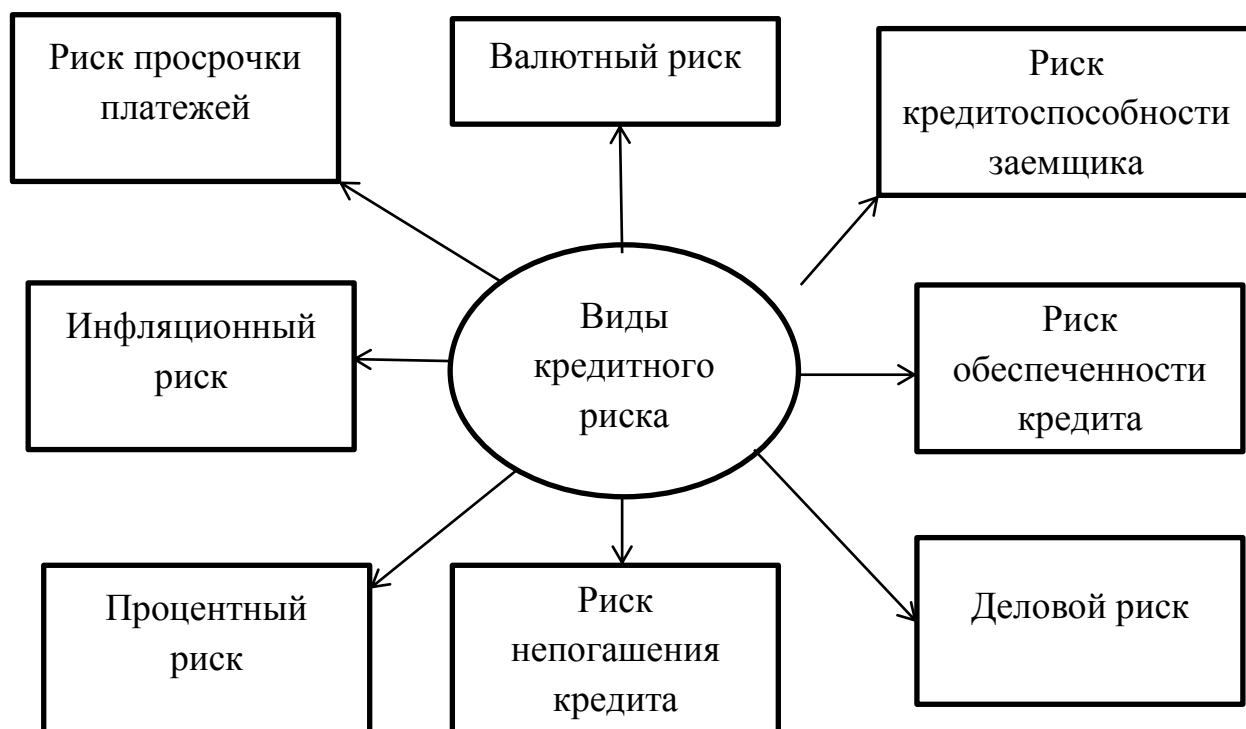 Риск просрочки
платежей
Валютный риск
Риск
кредитоспособности
заемщика
Инфляционный
риск
Виды
кредитного
риска
Риск
обеспеченности
кредита
Процентный
риск
Риск
непогашения
кредита
Деловой риск